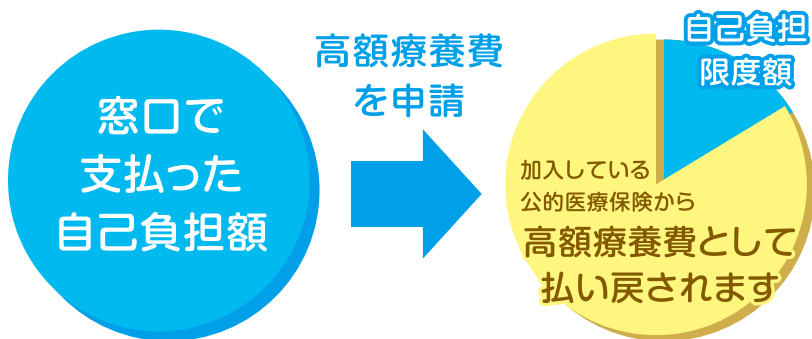 窓口で
支払った
自己負担額
高額療養費
を申請
自己負担
限度額
加入している
公的医療保険から
高額療養費として
払い戻されます